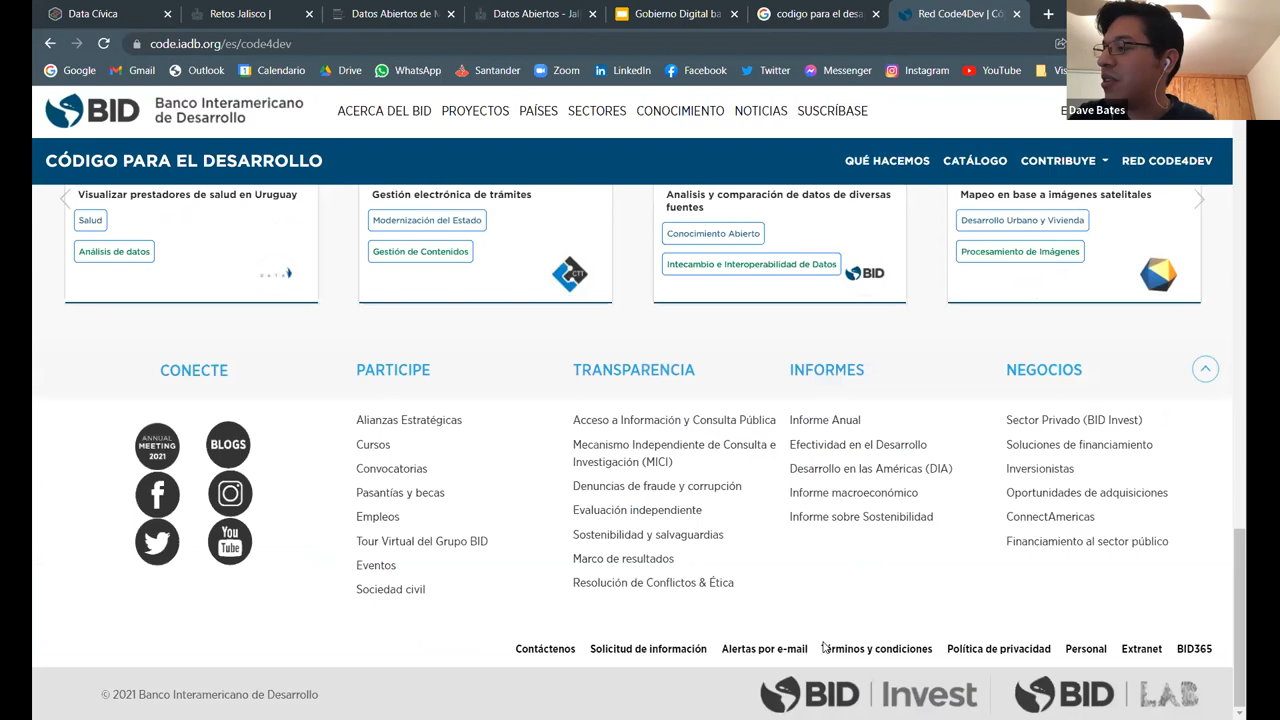 Data Cívica
Retos Jalisco |
Datos Abiertos de M
Datos Abiertos - Jal
Gobierno Digital ba
codigo para el desa
Red Code4Dev | Có
code.iadb.org/es/code4dev
Google
Gmail
Outlook
Calendario
Drive
WhatsApp
Santander
Zoom
LinkedIn
Facebook
Twitter
Messenger
Instagram
YouTube
Vis
Dave Bates
BID
Banco Interamericano
de Desarrollo
ACERCA DEL BID PROYECTOS PAÍSES SECTORES CONOCIMIENTO NOTICIAS SUSCRÍBASE
CÓDIGO PARA EL DESARROLLO
QUÉ HACEMOS CATÁLOGO CONTRIBUYE RED CODE4DEV
Visualizar prestadores de salud en Uruguay
Salud
Análisis de datos
DATA
Gestión electrónica de trámites
Modernización del Estado
Gestión de Contenidos
CTT
Analisis y comparación de datos de diversas
fuentes
Conocimiento Abierto
Intecambio e Interoperabilidad de Datos
BID
Mapeo en base a imágenes satelitales
Desarrollo Urbano y Vivienda
Procesamiento de Imágenes
CONECTE
ANNUAL
MEETING
2021
BLOGS
You
Tube
PARTICIPE
Alianzas Estratégicas
Cursos
Convocatorias
Pasantías y becas
Empleos
Tour Virtual del Grupo BID
Eventos
Sociedad civil
TRANSPARENCIA
Acceso a Información y Consulta Pública
Mecanismo Independiente de Consulta e
Investigación (MICI)
Denuncias de fraude y corrupción
Evaluación independiente
Sostenibilidad y salvaguardias
Marco de resultados
Resolución de Conflictos & Ética
INFORMES
Informe Anual
Efectividad en el Desarrollo
Desarrollo en las Américas (DIA)
Informe macroeconómico
Informe sobre Sostenibilidad
NEGOCIOS
Sector Privado (BID Invest)
Soluciones de financiamiento
Inversionistas
Oportunidades de adquisiciones
ConnectAmericas
Financiamiento al sector público
Contáctenos Solicitud de información Alertas por e-mail Términos y condiciones Política de privacidad Personal Extranet BID365
© 2021 Banco Interamericano de Desarrollo
BID | Invest
BID | LAB